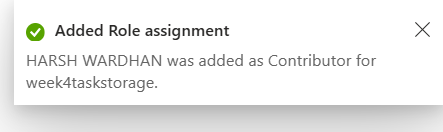 Added Role assignment
HARSH WARDHAN was added as Contributor for
week4taskstorage.